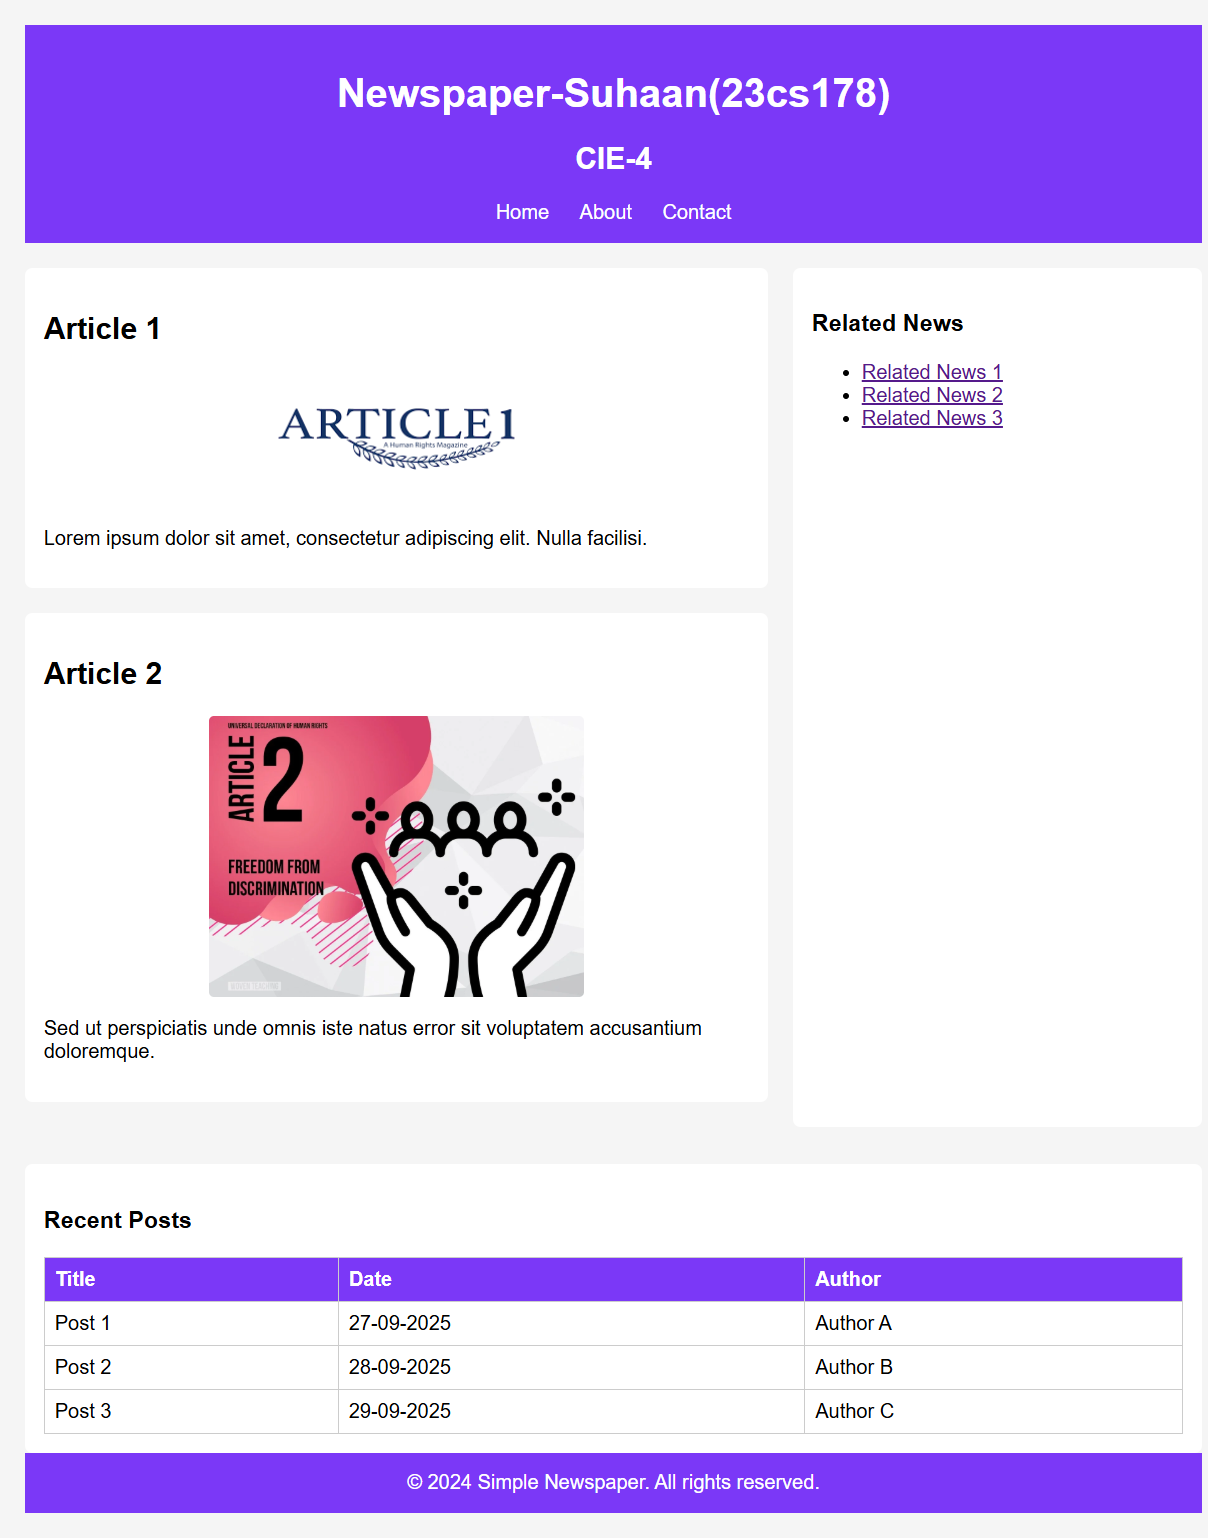 Newspaper-Suhaan(23cs178)
CIE-4
Home About Contact
Article 1
ARTICLE1
A Human Rights Magazine
Lorem ipsum dolor sit amet, consectetur adipiscing elit. Nulla facilisi.
Article 2
UNIVERSAL DECLARATION OF HUMAN RIGHTS
ARTICLE
2
FREEDOM FROM
DISCRIMINATION
Sed ut perspiciatis unde omnis iste natus error sit voluptatem accusantium
doloremque.
Related News
Related News 1
Related News 2
Related News 3
Recent Posts
Title Date Author
Post 1 27-09-2025 Author A
Post 2 28-09-2025 Author B
Post 3 29-09-2025 Author C
© 2024 Simple Newspaper. All rights reserved.